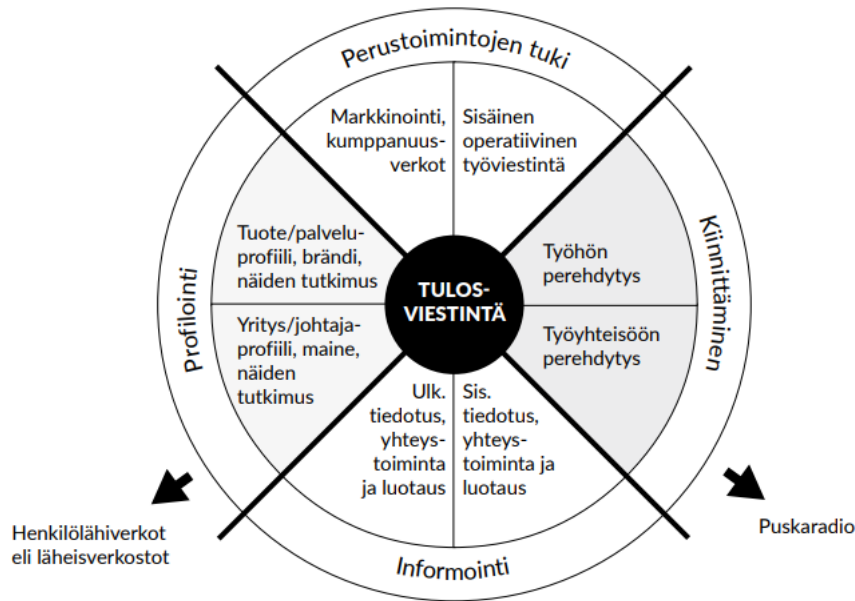 Perustoimintojen tuki
Markkinointi,
kumppanuus-
verkot
Sisäinen
operatiivinen
työviestintä
Profilointi
Tuote/palvelu-
profiili, brändi,
näiden tutkimus
Yritys/johtaja-
profiili, maine,
näiden
tutkimus
TULOS-
VIESTINTÄ
Työhön
perehdytys
Työyhteisöön
perehdytys
Kiinnittäminen
Ulk.
tiedotus,
yhteys-
toiminta
ja luotaus
Sis.
tiedotus,
yhteys-
toiminta ja
luotaus
Informointi
Henkilölähiverkot
eli läheisverkostot
Puskaradio